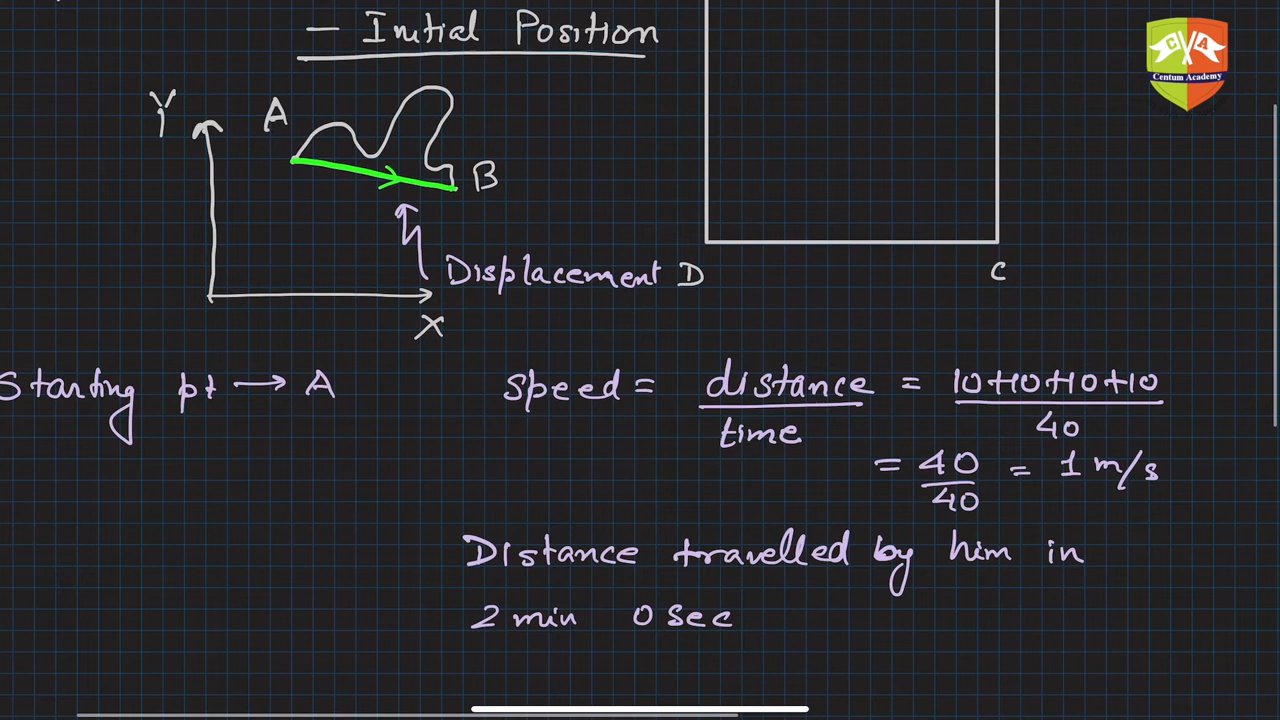 — Initial Position
C A
Centum Academy
Y
A
B
Displacement
D
C
X
Starting pt → A
Speed = distance / time = 10+10+10+10 / 40
= 40 / 40 = 1 m/s
Distance travelled by him in
2 min 0 sec